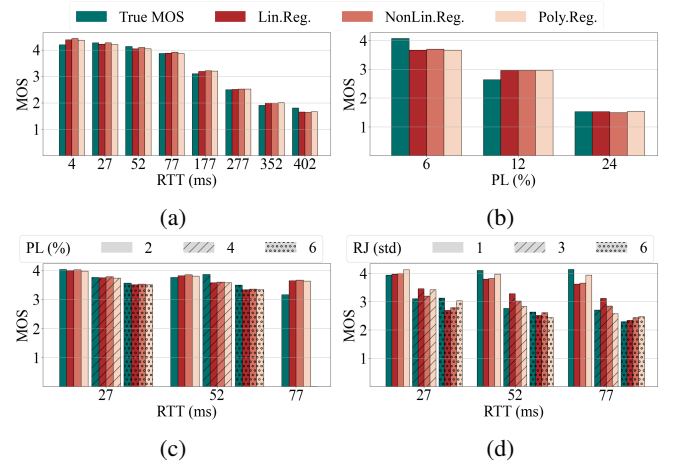 True MOS Lin.Reg. NonLin.Reg. Poly.Reg.
MOS
4
3
2
1
4 27 52 77 177 277 352 402
RTT (ms)
(a)
MOS
4
3
2
1
6 12 24
PL (%)
(b)
PL (%) 2 4 6
MOS
4
3
2
1
27 52 77
RTT (ms)
(c)
RJ (std) 1 3 6
MOS
4
3
2
1
27 52 77
RTT (ms)
(d)